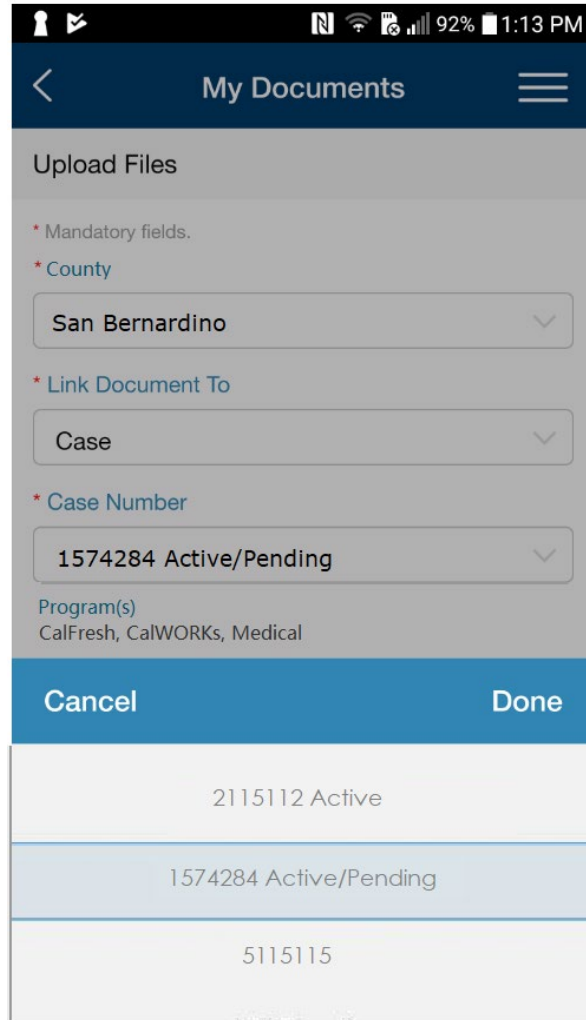 92% 1:13 PM
My Documents
Upload Files
* Mandatory fields.
* County
San Bernardino
* Link Document To
Case
* Case Number
1574284 Active/Pending
Program(s)
CalFresh, CalWORKs, Medical
Cancel Done
2115112 Active
1574284 Active/Pending
5115115